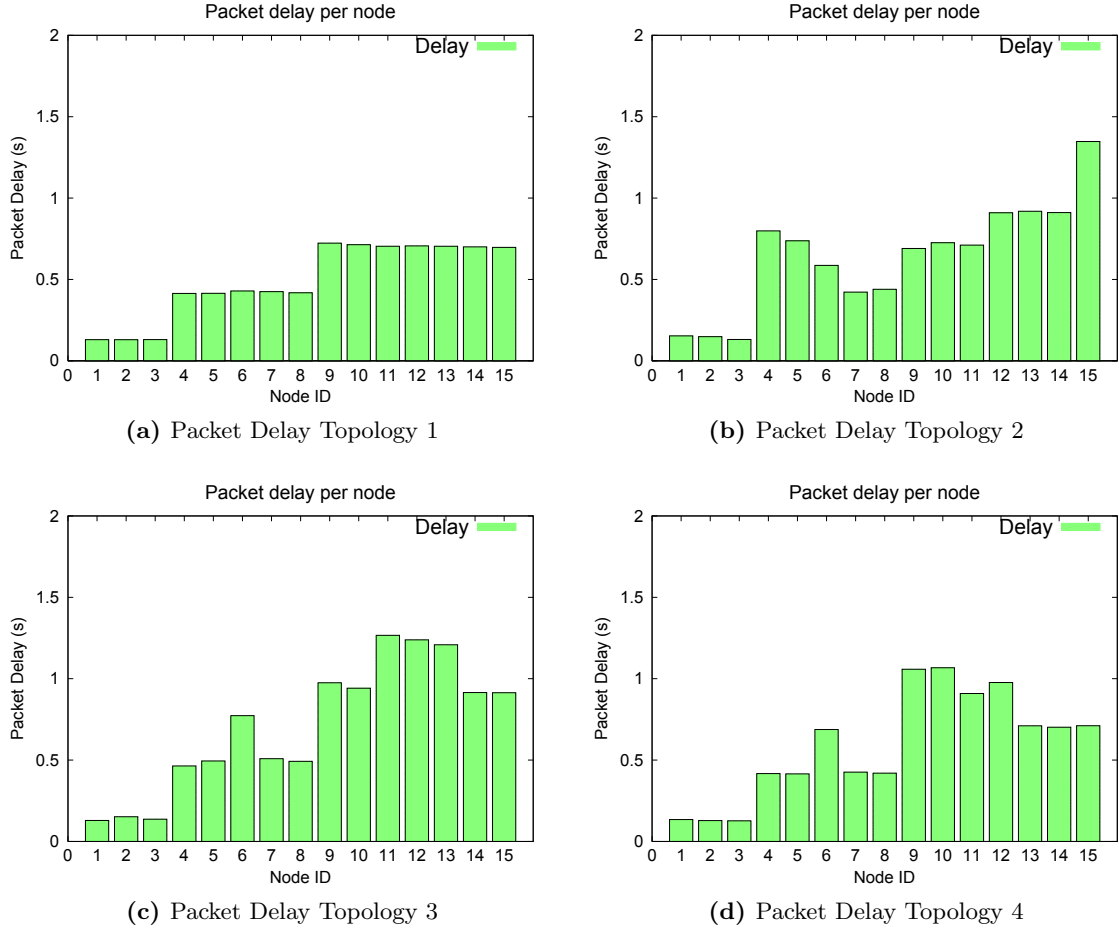 Packet delay per node
Delay
2
1.5
1
0.5
0
Packet Delay (s)
0 1 2 3 4 5 6 7 8 9 10 11 12 13 14 15
Node ID
(a) Packet Delay Topology 1
Packet delay per node
Delay
2
1.5
1
0.5
0
Packet Delay (s)
0 1 2 3 4 5 6 7 8 9 10 11 12 13 14 15
Node ID
(b) Packet Delay Topology 2
Packet delay per node
Delay
2
1.5
1
0.5
0
Packet Delay (s)
0 1 2 3 4 5 6 7 8 9 10 11 12 13 14 15
Node ID
(c) Packet Delay Topology 3
Packet delay per node
Delay
2
1.5
1
0.5
0
Packet Delay (s)
0 1 2 3 4 5 6 7 8 9 10 11 12 13 14 15
Node ID
(d) Packet Delay Topology 4